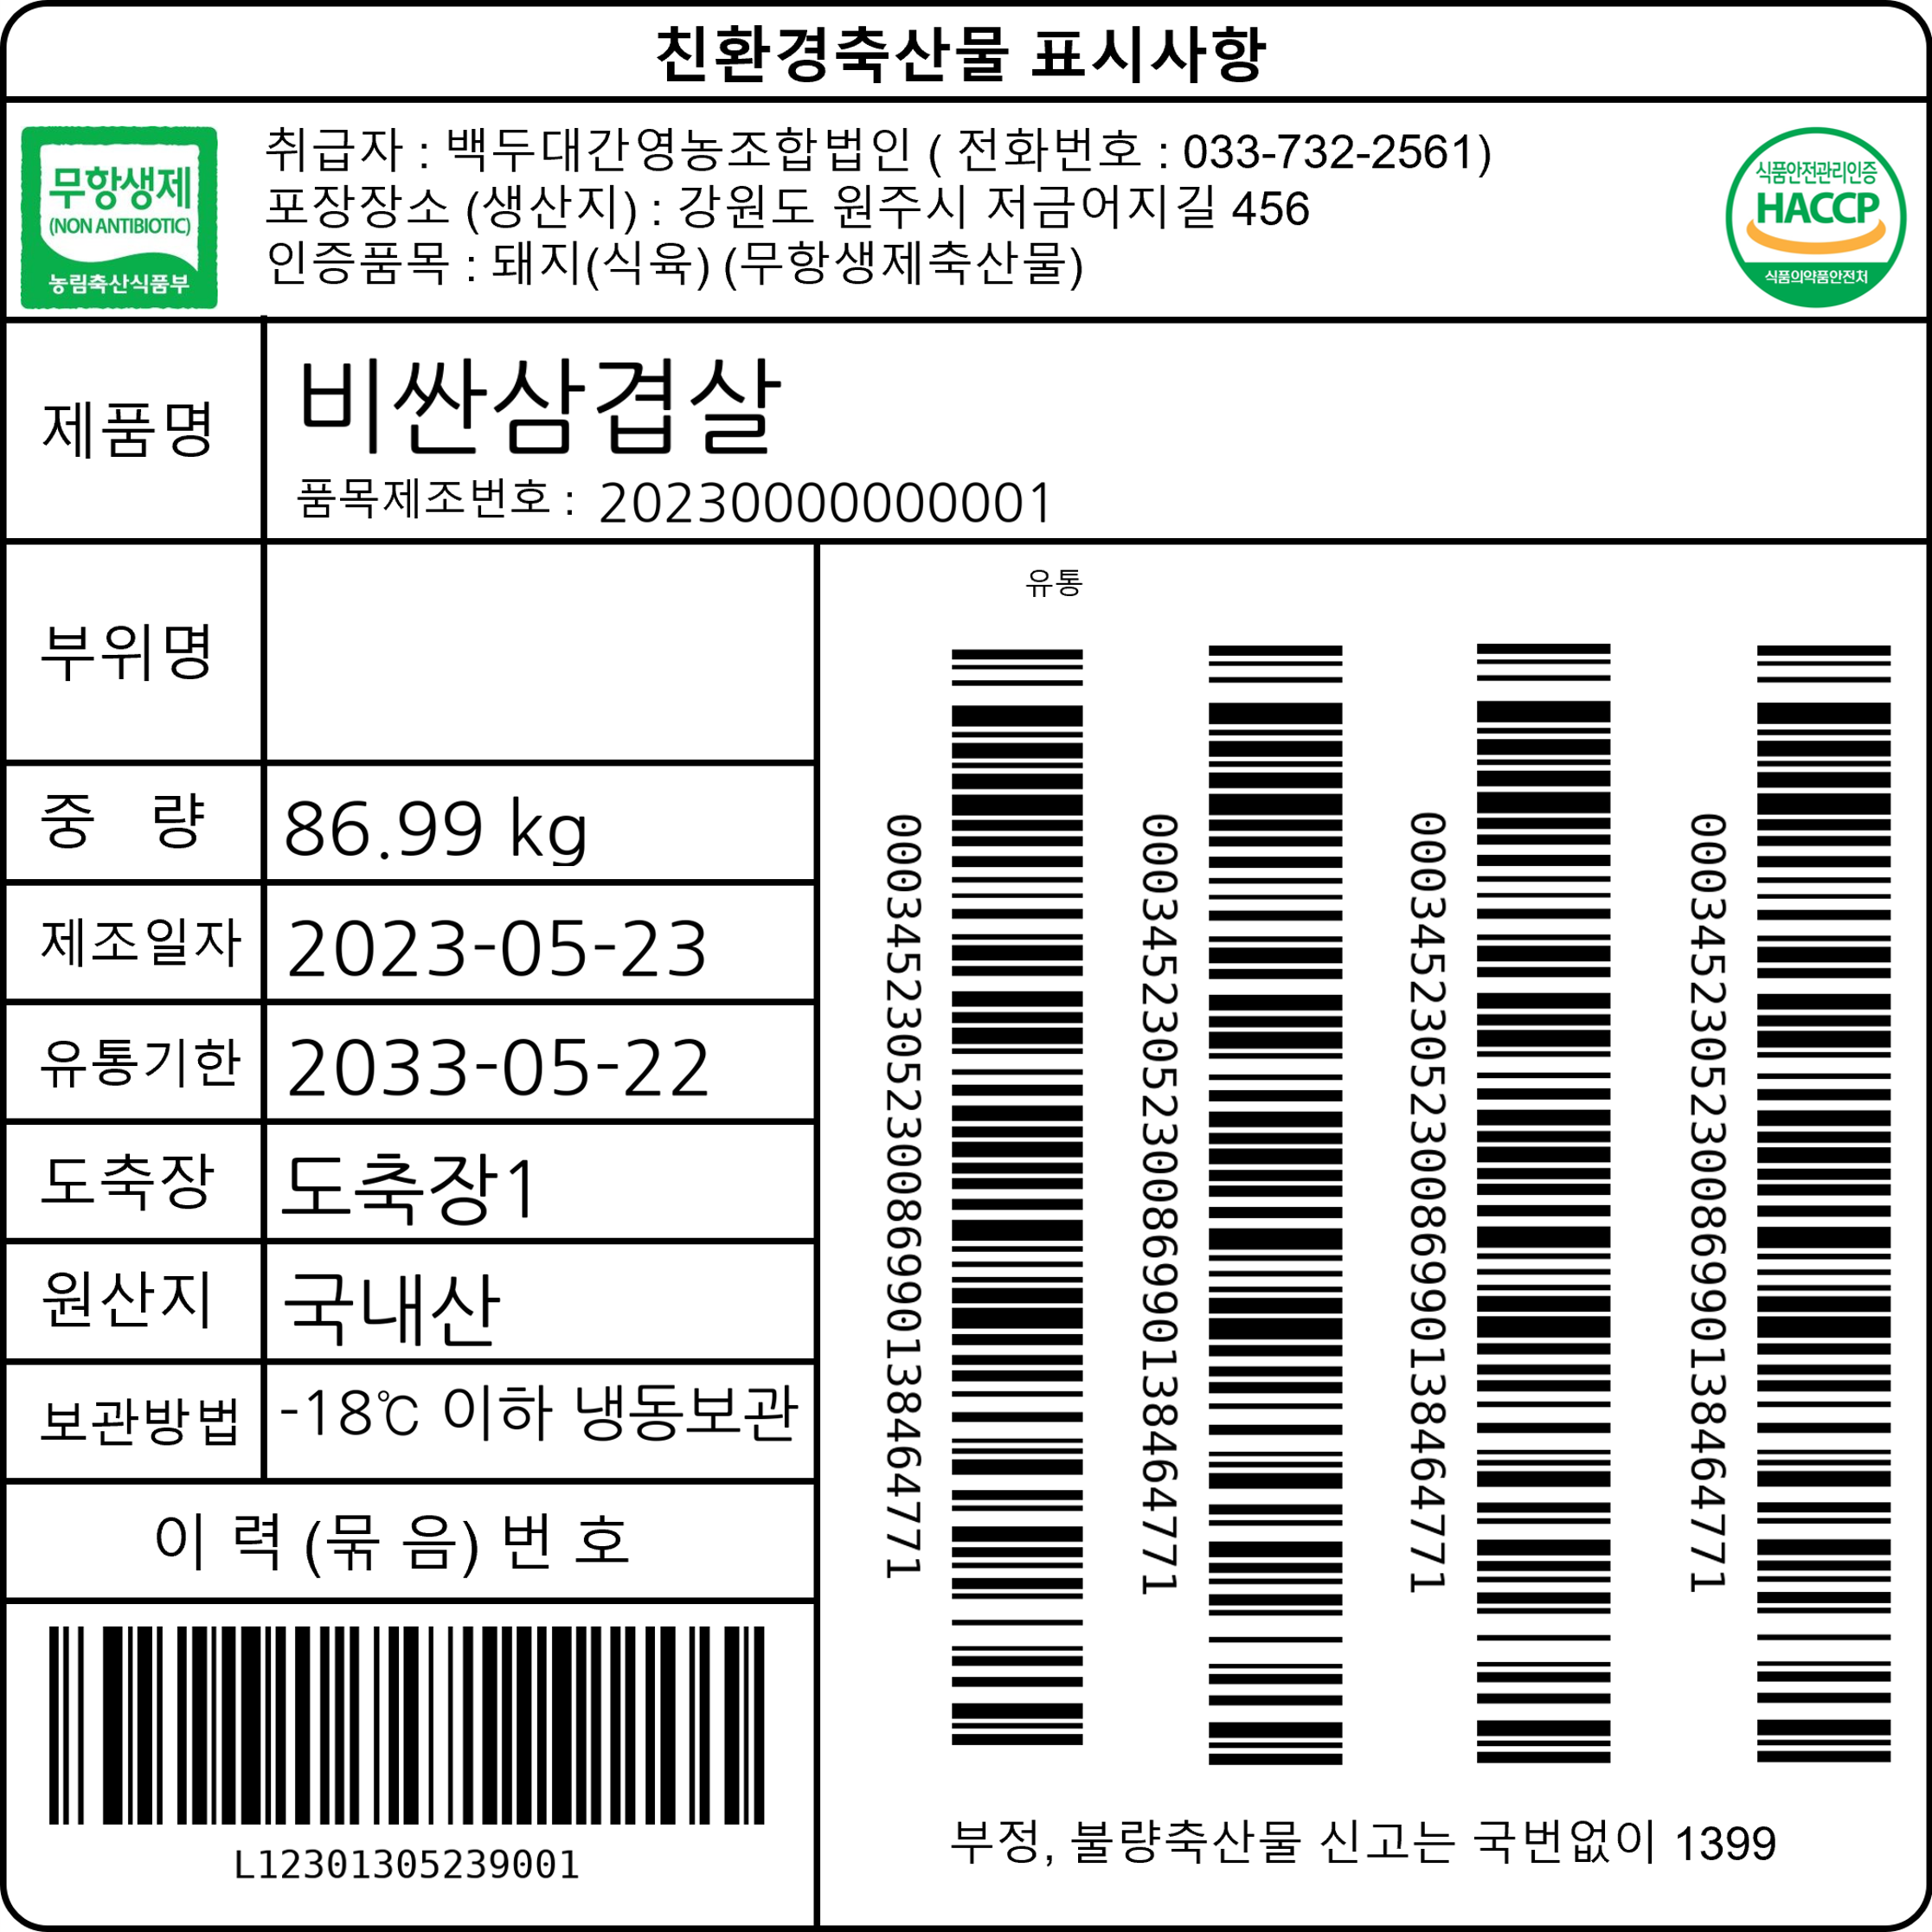 친환경축산물 표시사항
무항생제
(NON ANTIBIOTIC)
농림축산식품부
취급자 : 백두대간영농조합법인 ( 전화번호 : 033-732-2561)
포장장소 (생산지) : 강원도 원주시 저금어지길 456
인증품목 : 돼지(식육) (무항생제축산물)
식품안전관리인증
HACCP
식품의약품안전처
제품명
비싼삼겹살
품목제조번호 : 20230000000001
부위명
중 량
86.99 kg
제조일자
2023-05-23
유통기한
2033-05-22
도축장
도축장1
원산지
국내산
보관방법
-18℃ 이하 냉동보관
이 력 (묶 음) 번 호
L12301305239001
유통
0003452305230086990138464771
0003452305230086990138464771
0003452305230086990138464771
0003452305230086990138464771
부정, 불량축산물 신고는 국번없이 1399